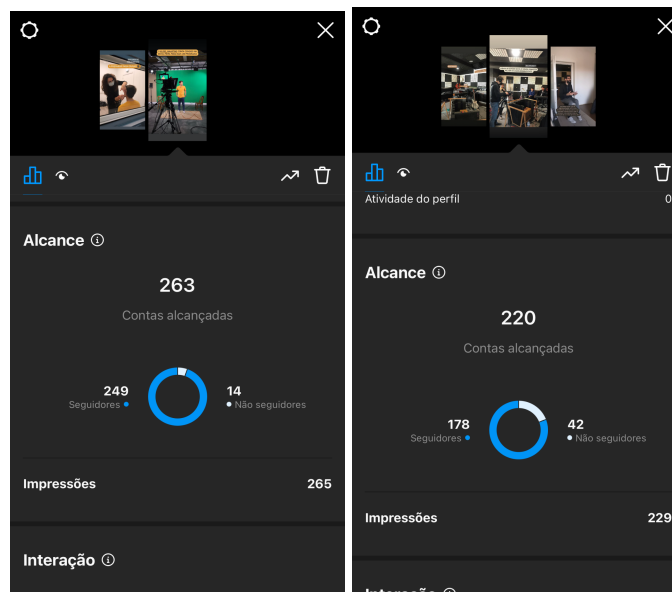 Alcance
263
Contas alcançadas
249
Seguidores
14
Não seguidores
Impressões 265
Interação
Atividade do perfil 0
Alcance
220
Contas alcançadas
178
Seguidores
42
Não seguidores
Impressões 229
Interação